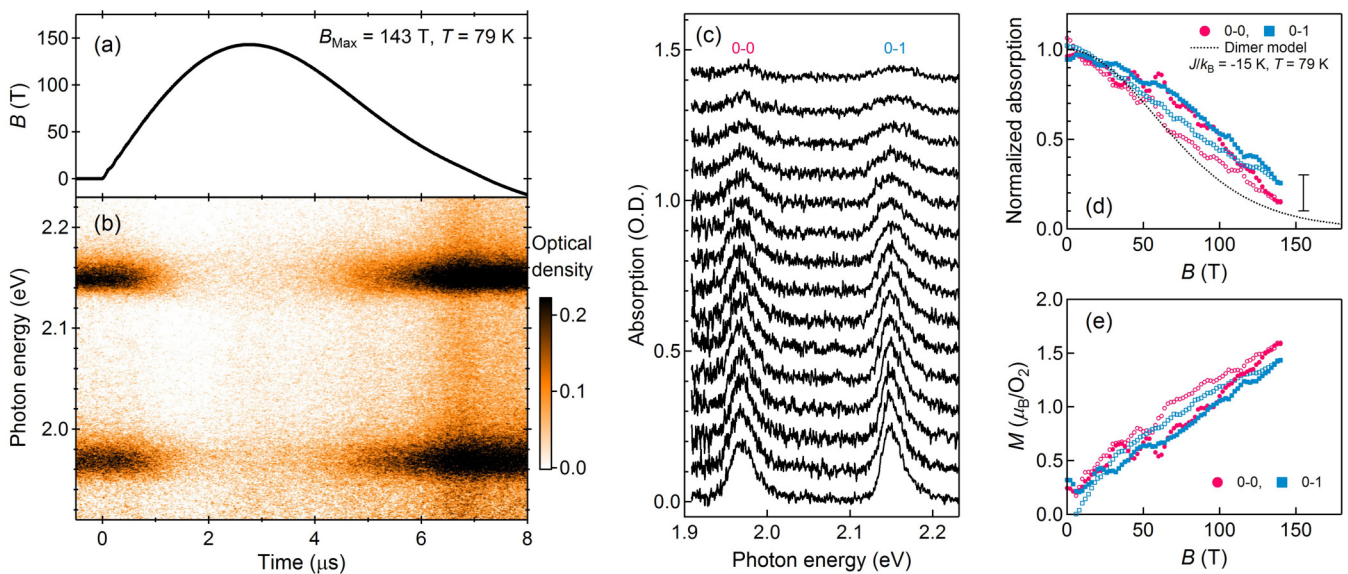 (a)
B_Max = 143 T, T = 79 K
150
100
50
0
B (T)
(b)
2.2
2.1
2.0
Photon energy (eV)
Optical
density
0.2
0.1
0.0
0 2 4 6 8
Time (μs)
(c)
0-0 0-1
1.5
1.0
0.5
0.0
Absorption (O.D.)
1.9 2.0 2.1 2.2
Photon energy (eV)
0-0, 0-1
Dimer model
J/k_B = -15 K, T = 79 K
1.0
0.5
0.0
Normalized absorption
(d)
0 50 100 150
B (T)
(e)
2.0
1.5
1.0
0.5
0.0
M (μ_B/O₂)
0-0, 0-1
0 50 100 150
B (T)